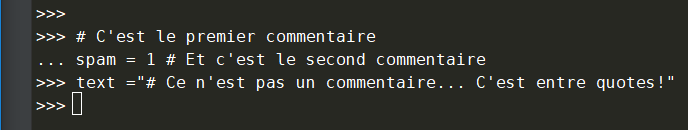 >>>
>>> # C'est le premier commentaire
... spam = 1 # Et c'est le second commentaire
>>> text ="# Ce n'est pas un commentaire... C'est entre quotes!"
>>>